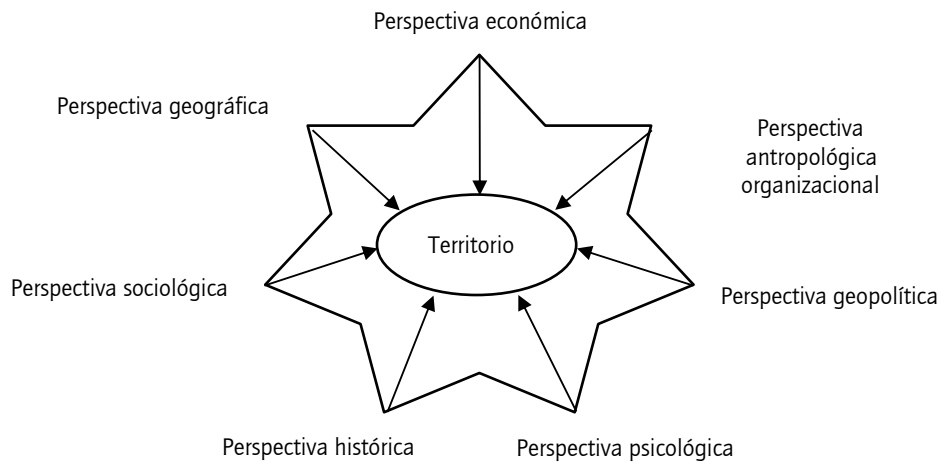 Perspectiva económica
Perspectiva geográfica
Perspectiva
antropológica
organizacional
Territorio
Perspectiva sociológica
Perspectiva geopolítica
Perspectiva histórica
Perspectiva psicológica